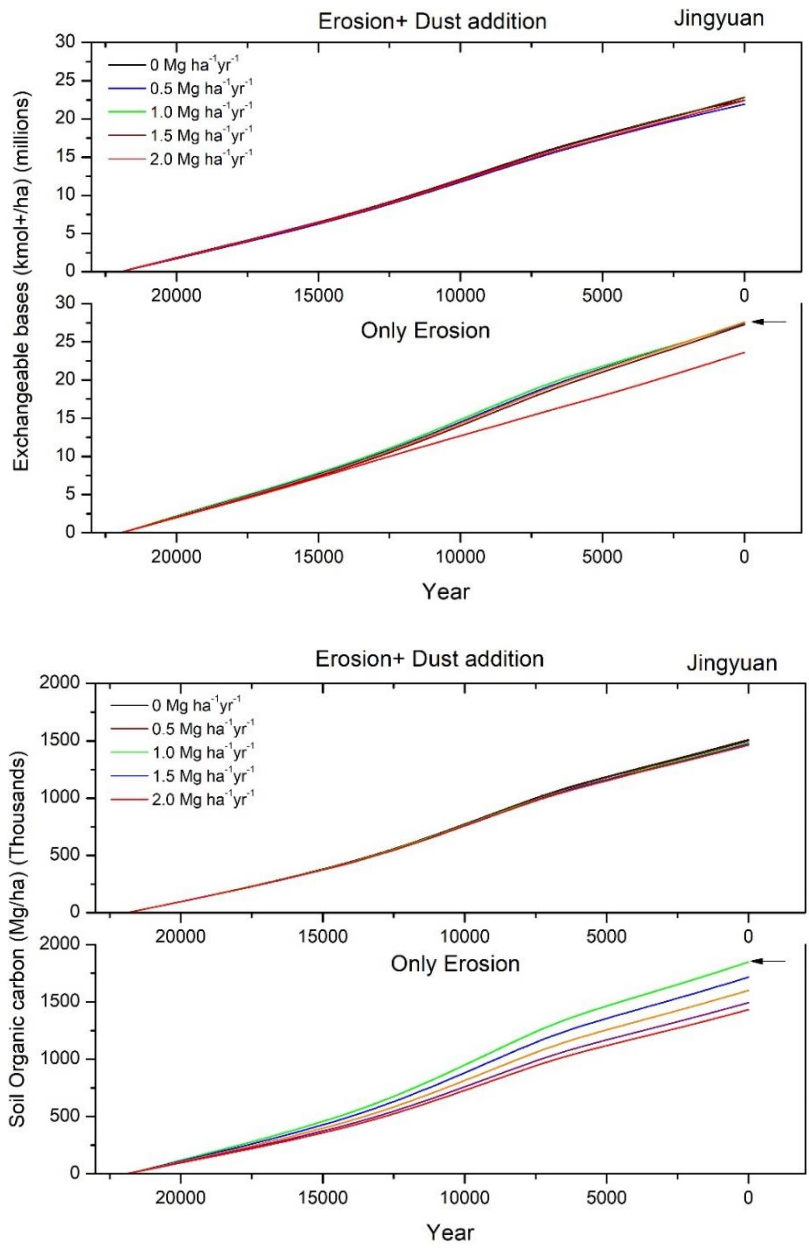 Erosion+ Dust addition Jingyuan
30
25
20
15
10
5
0
0 Mg ha⁻¹yr⁻¹
0.5 Mg ha⁻¹yr⁻¹
1.0 Mg ha⁻¹yr⁻¹
1.5 Mg ha⁻¹yr⁻¹
2.0 Mg ha⁻¹yr⁻¹
20000 15000 10000 5000 0
Exchangeable bases (kmol+/ha) (millions)
Only Erosion
30
25
20
15
10
5
0
20000 15000 10000 5000 0
Year
Erosion+ Dust addition Jingyuan
2000
1500
1000
500
0
0 Mg ha⁻¹yr⁻¹
0.5 Mg ha⁻¹yr⁻¹
1.0 Mg ha⁻¹yr⁻¹
1.5 Mg ha⁻¹yr⁻¹
2.0 Mg ha⁻¹yr⁻¹
20000 15000 10000 5000 0
Soil Organic carbon (Mg/ha) (Thousands)
Only Erosion
2000
1500
1000
500
0
20000 15000 10000 5000 0
Year